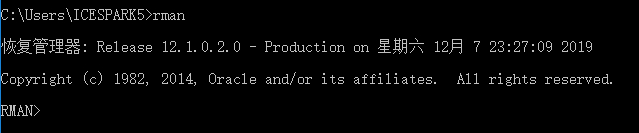 C:\Users\ICESPARK5>rman
恢复管理器: Release 12.1.0.2.0 - Production on 星期六 12月 7 23:27:09 2019
Copyright (c) 1982, 2014, Oracle and/or its affiliates.  All rights reserved.
RMAN>